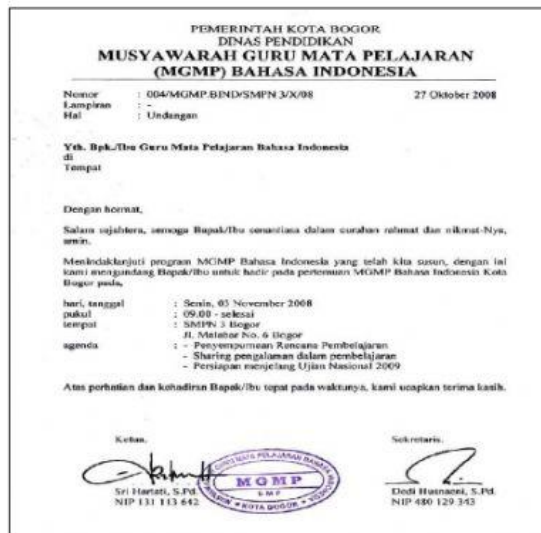 PEMERINTAH KOTA BOGOR
DINAS PENDIDIKAN
MUSYAWARAH GURU MATA PELAJARAN
(MGMP) BAHASA INDONESIA
Nomor : 004/MGMP.BIND/SMPN 3/X/08 27 Oktober 2008
Lampiran : -
Hal : Undangan
Yth. Bpk./Ibu Guru Mata Pelajaran Bahasa Indonesia
di
Tempat
Dengan hormat,
Salam sejahtera, semoga Bapak/Ibu senantiasa dalam curahan rahmat dan nikmat-Nya,
amin.
Menindaklanjuti program MGMP Bahasa Indonesia yang telah kita susun, dengan ini
kami mengundang Bapak/Ibu untuk hadir pada pertemuan MGMP Bahasa Indonesia Kota
Bogor pada,
hari, tanggal : Senin, 03 November 2008
pukul : 09.00 - selesai
tempat : SMPN 3 Bogor
Jl. Malabar No. 6 Bogor
agenda : - Penyempurnaan Rencana Pembelajaran
- Sharing pengalaman dalam pembelajaran
- Persiapan menjelang Ujian Nasional 2009
Atas perhatian dan kehadiran Bapak/Ibu tepat pada waktunya, kami ucapkan terima kasih.
Ketua, Sekretaris,
MATA PELAJARAN BAHASA INDONESIA
MGMP
SMP
KOTA BOGOR
Sri Hartati, S.Pd. Dedi Husnaeni, S.Pd.
NIP 131 113 642 NIP 480 129 343